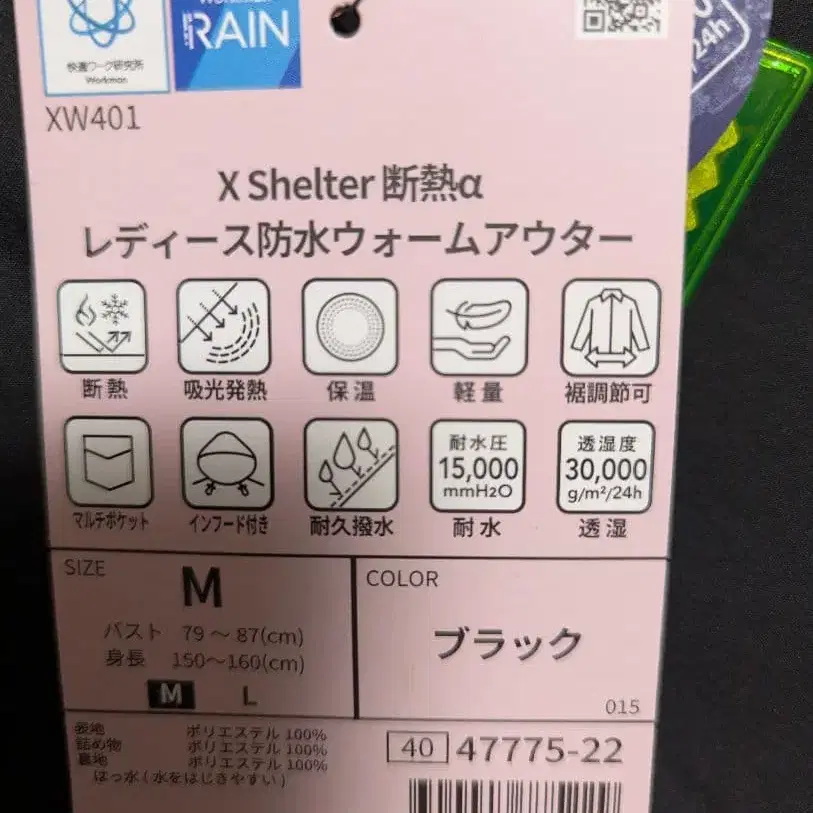 快適ワーク研究所
Workman
RAIN
24h
XW401
X Shelter 断熱α
レディース防水ウォームアウター
断熱 吸光発熱 保温 軽量 裾調節可
耐水圧
15,000
mmH2O
透湿度
30,000
g/m²/24h
マルチポケット インフード付き 耐久撥水 耐水 透湿
SIZE
M
バスト 79～87(cm)
身長 150～160(cm)
M L
COLOR
ブラック
015
表地 ポリエステル 100%
詰め物 ポリエステル 100%
裏地 ポリエステル 100%
はっ水(水をはじきやすい)
40 47775-22